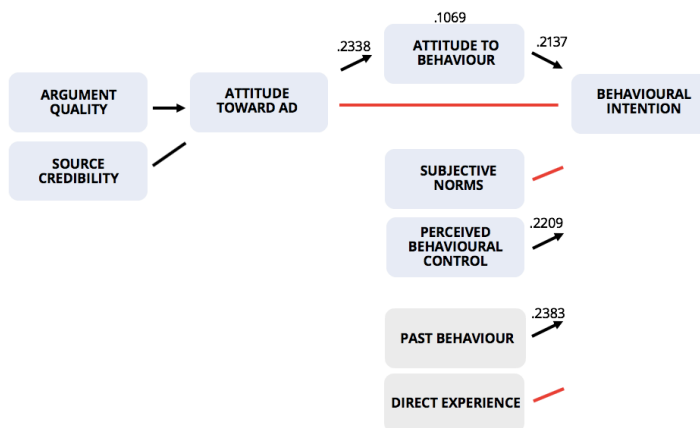 .1069
.2338
ATTITUDE TO
BEHAVIOUR
.2137
ARGUMENT
QUALITY
ATTITUDE
TOWARD AD
BEHAVIOURAL
INTENTION
SOURCE
CREDIBILITY
SUBJECTIVE
NORMS
PERCEIVED
BEHAVIOURAL
CONTROL
.2209
.2383
PAST BEHAVIOUR
DIRECT EXPERIENCE